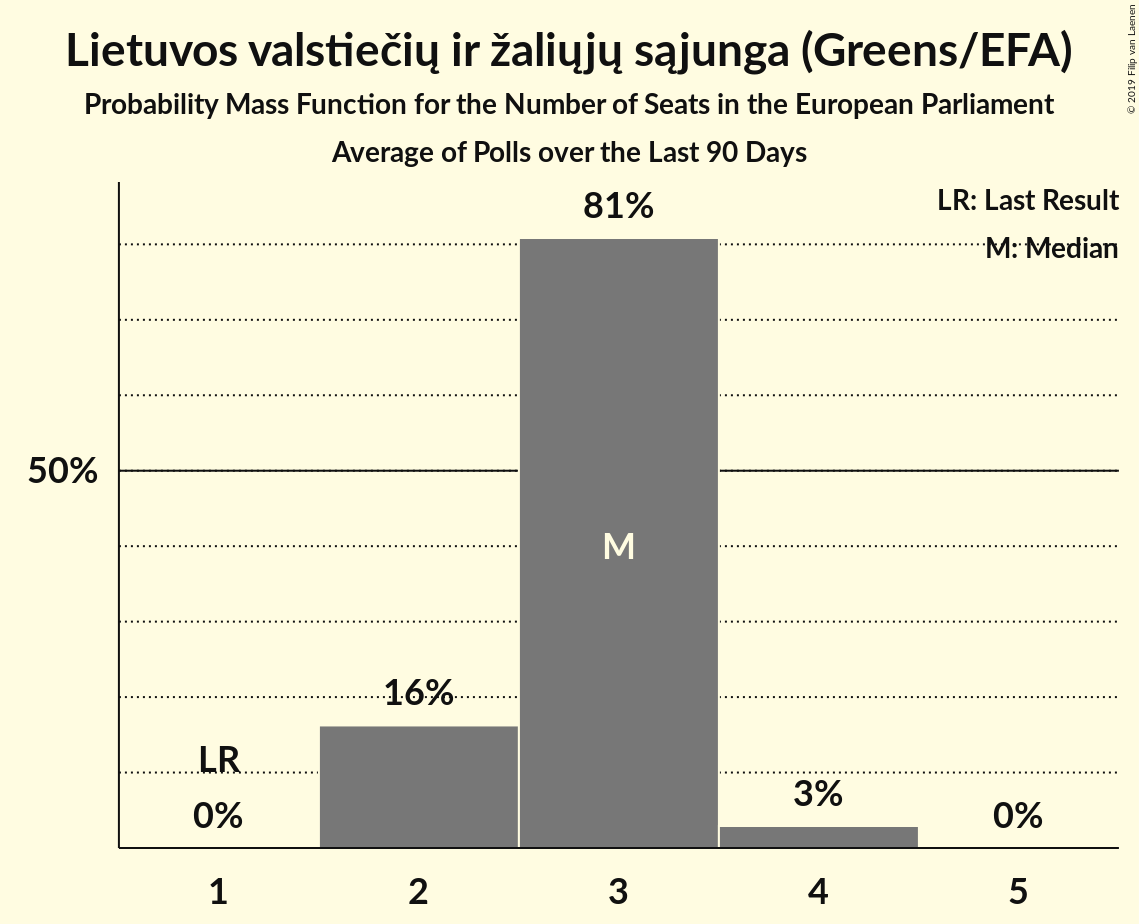 Lietuvos valstiečių ir žaliųjų sąjunga (Greens/EFA)
Probability Mass Function for the Number of Seats in the European Parliament
Average of Polls over the Last 90 Days
© 2019 Filip van Laenen
LR: Last Result
M: Median
81%
50%
M
16%
LR
0%
3%
0%
1 2 3 4 5